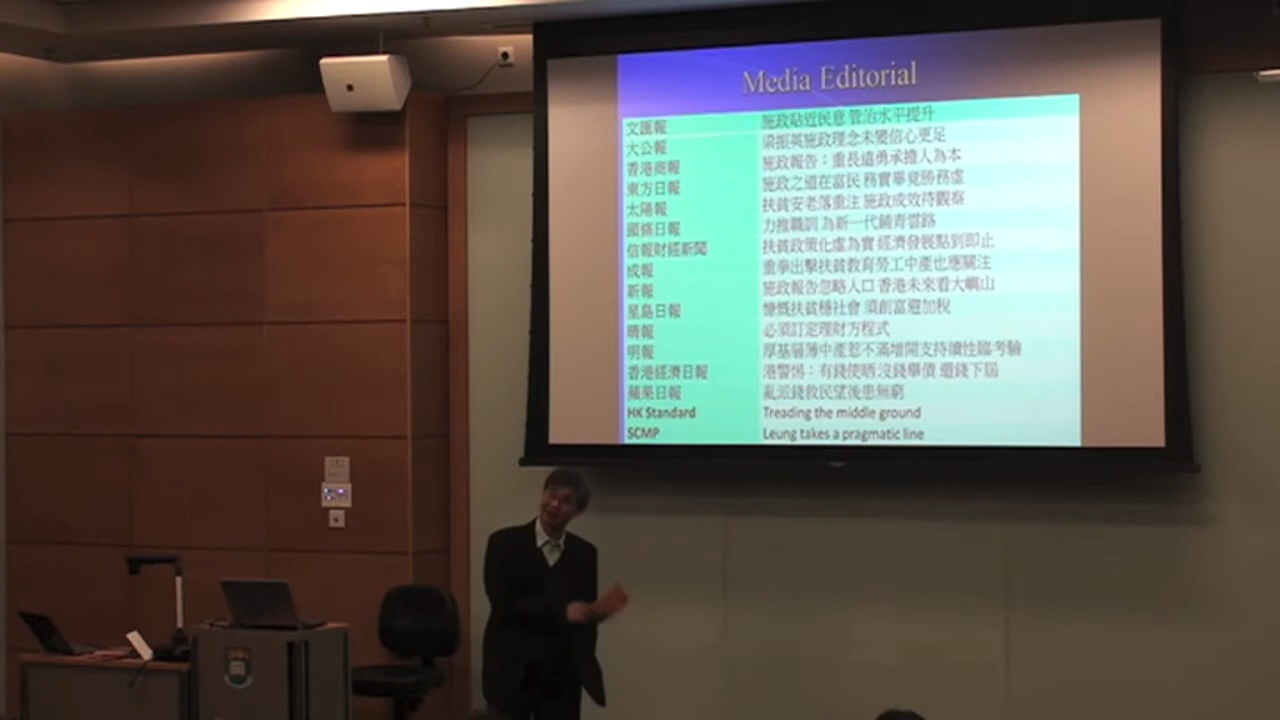 Media Editorial
文匯報 施政貼近民意 管治水平提升
大公報 梁振英施政理念未變信心更足
香港商報 施政報告：重長遠勇承擔人為本
東方日報 施政之道在富民 務實畢竟勝務虛
太陽報 扶貧安老落重注 施政成效待觀察
頭條日報 力推職訓 為新一代鋪青雲路
信報財經新聞 扶貧政策化虛為實 經濟發展點到即止
成報 重拳出擊扶貧教育勞工中產也應關注
新報 施政報告忽略人口 香港未來看大嶼山
星島日報 慷慨扶貧穩社會 須創富避加稅
晴報 必須訂定理財方程式
明報 厚基層薄中產惹不滿增開支持續性臨考驗
香港經濟日報 港警惕：有錢使晒 沒錢舉債 還錢下屆
蘋果日報 亂派錢救民望後患無窮
HK Standard Treading the middle ground
SCMP Leung takes a pragmatic line